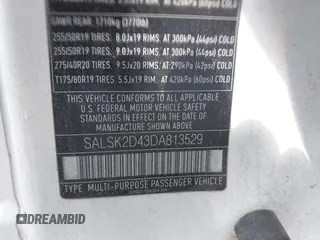 GAWR REAR 1710kg (3770lb)
255/50R19 TIRES. 8.0Jx19 RIMS. AT 300kPa (44psi) COLD
255/50R19 TIRES. 9.0Jx19 RIMS. AT 300kPa (44psi) COLD
275/40R20 TIRES. 9.5Jx20 RIMS. AT 290kPa (42psi) COLD
T175/80R19 TIRES. 5.5Jx19 RIM. AT 420kPa (60psi) COLD
THIS VEHICLE CONFORMS TO ALL APPLICABLE
U.S FEDERAL MOTOR VEHICLE SAFETY
STANDARDS IN EFFECT ON THE DATE OF
MANUFACTURE SHOWN ABOVE.
SALSK2D43DA813529
TYPE: MULTI-PURPOSE PASSENGER VEHICLE
DREAMBID